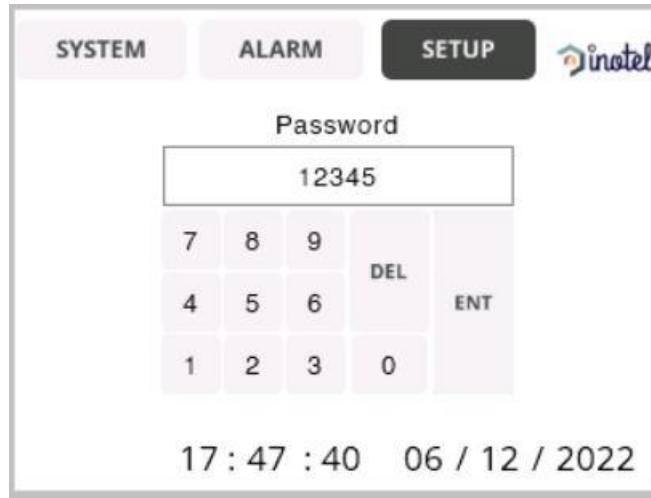 SYSTEM ALARM SETUP inotel
Password
12345
7 8 9
DEL
4 5 6 ENT
1 2 3 0
17 : 47 : 40 06 / 12 / 2022